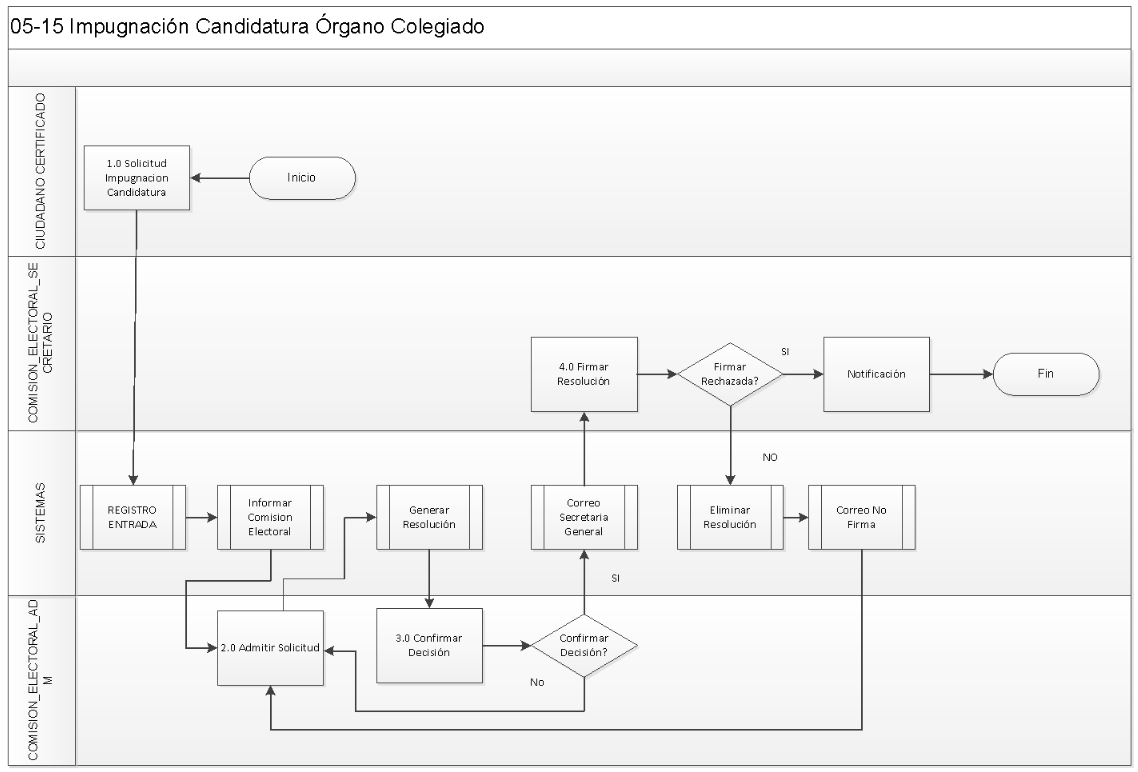 05-15 Impugnación Candidatura Órgano Colegiado
CIUDADANO CERTIFICADO
1.0 Solicitud
Impugnacion
Candidatura
Inicio
COMISION_ELECTORAL_SE
CRETARIO
4.0 Firmar
Resolución
Firmar
Rechazada?
SI
Notificación
Fin
NO
SISTEMAS
REGISTRO
ENTRADA
Informar
Comision
Electoral
Generar
Resolución
Correo
Secretaria
General
Eliminar
Resolución
Correo No
Firma
SI
COMISION_ELECTORAL_AD
M
2.0 Admitir Solicitud
3.0 Confirmar
Decisión
Confirmar
Decisión?
No